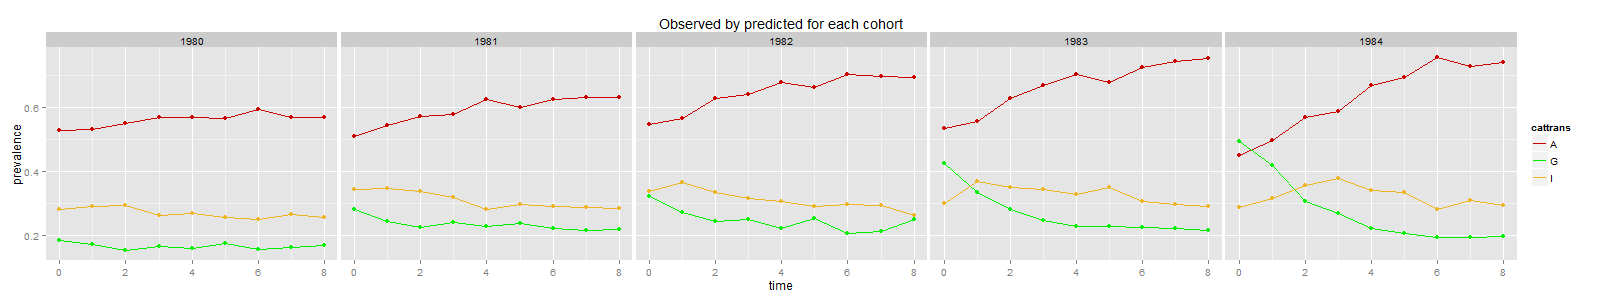 Observed by predicted for each cohort
1980 1981 1982 1983 1984
prevalence
0.6
0.4
0.2
0 2 4 6 8 0 2 4 6 8 0 2 4 6 8 0 2 4 6 8 0 2 4 6 8
time
cattrans
A
G
I